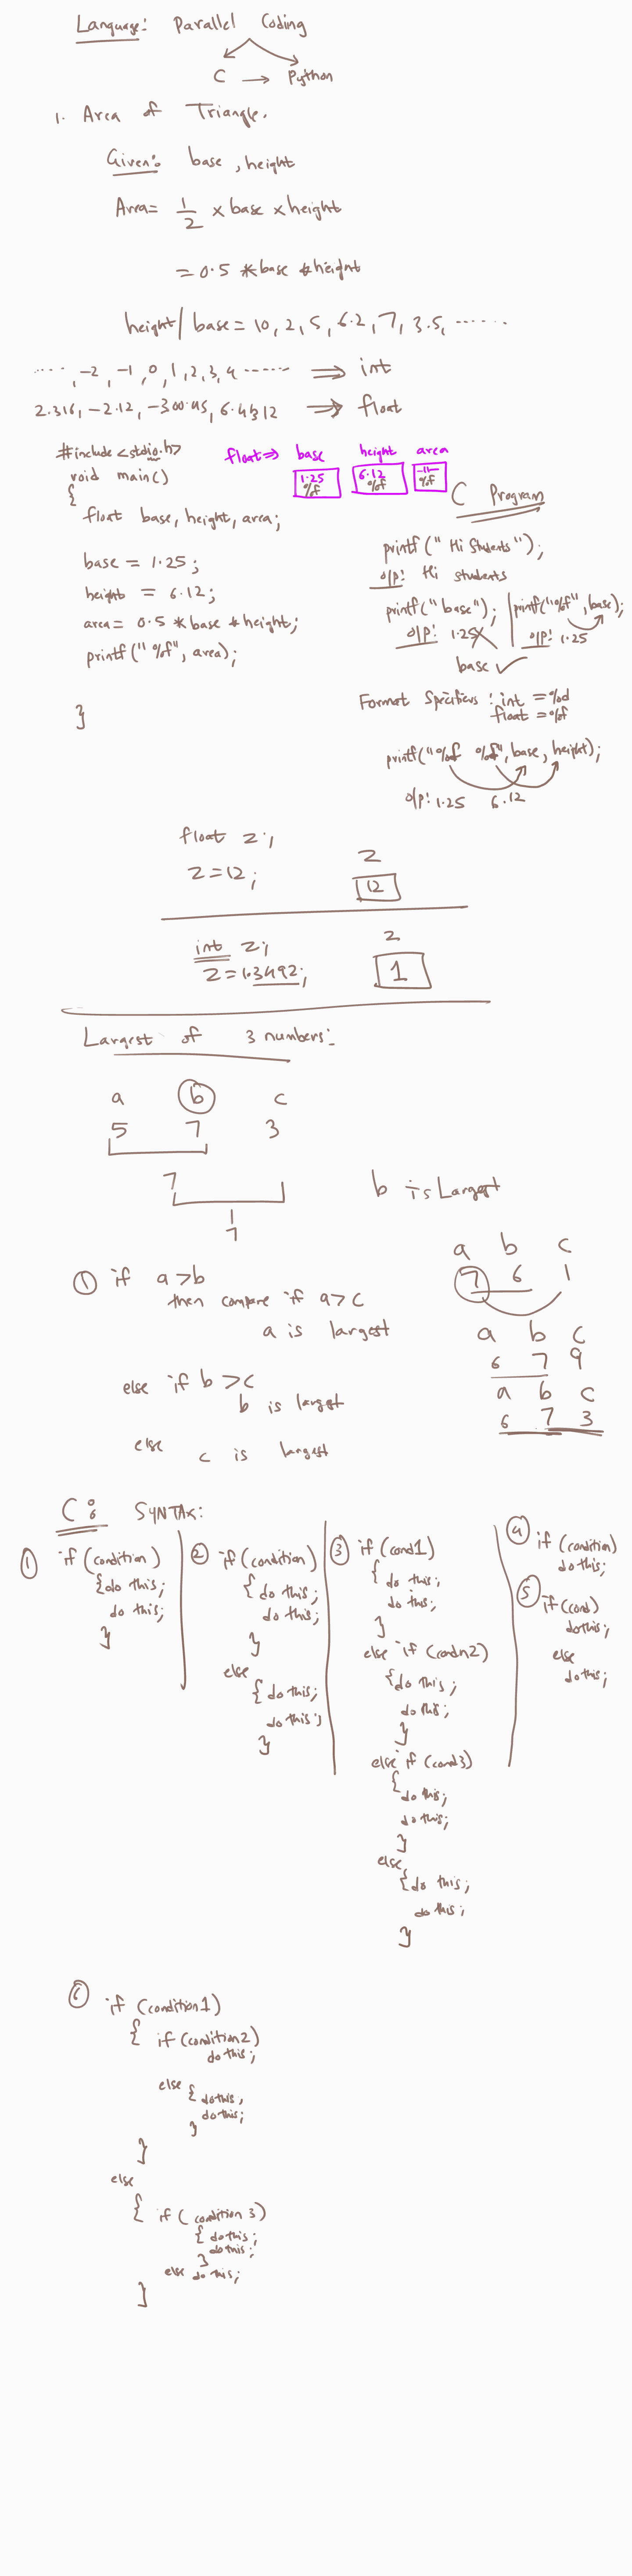 Language: Parallel Coding
C → Python
1. Area of Triangle.
Given: base, height
Area = 1/2 x base x height
= 0.5 * base * height
height / base = 10, 2, 5, 6.2, 7, 3.5, ......
...., -2, -1, 0, 1, 2, 3, 4 ...... ⇒ int
2.316, -2.12, -300.45, 6.4312 ⇒ float
#include <stdio.h>
void main()
{
float base, height, area;
base = 1.25;
height = 6.12;
area = 0.5 * base * height;
printf("%f", area);
}
float ⇒ base height area
1.25 6.12
%f %f %f
C Program
printf(" Hi Students");
o/p: Hi students
printf("base"); | printf("%f", base);
o/p: 1.25 ✗ o/p: 1.25
base ✓
Format Specifiers: int = %d
float = %f
printf("%f %f", base, height);
o/p: 1.25 6.12
float z; z
z = 12; 12
int z; z
z = 1.3492; 1
Largest of 3 numbers:
a b c
5 7 3
7
7
b is Largest
① if a > b
then compare if a > c
a is largest
else if b > c
b is largest
else c is largest
a b c
7 6 1
a b c
6 7 9
a b c
6 7 3
C: SYNTAX:
① if (condition)
{do this;
do this;
}
② if (condition)
{ do this;
do this;
}
else
{ do this;
do this;
}
③ if (cond1)
{ do this;
do this;
}
else if (condn2)
{do this;
do this;
}
else if (cond3)
{
do this;
do this;
}
else
{do this;
do this;
}
④ if (condition)
do this;
⑤ if (cond)
do this;
else
do this;
⑥ if (condition1)
{ if (condition2)
do this;
else { do this;
do this;
}
}
else
{ if ( condition 3)
{ do this;
do this;
}
else do this;
}